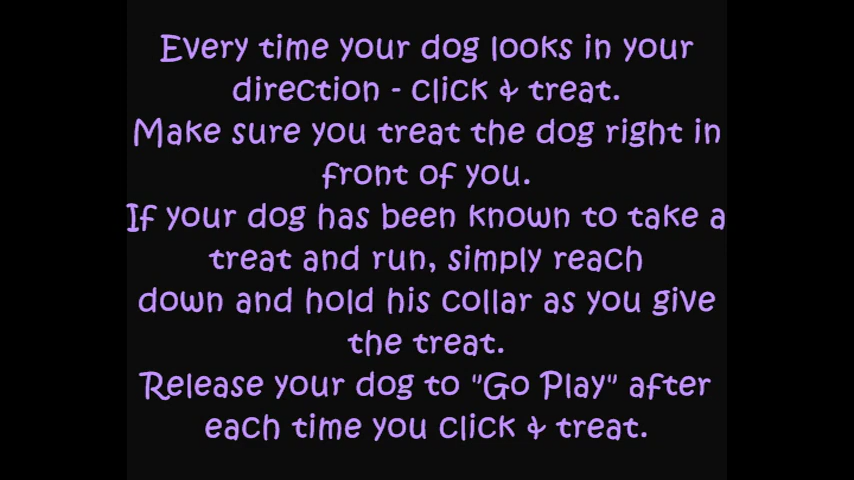 Every time your dog looks in your
direction - click & treat.
Make sure you treat the dog right in
front of you.
If your dog has been known to take a
treat and run, simply reach
down and hold his collar as you give
the treat.
Release your dog to "Go Play" after
each time you click & treat.